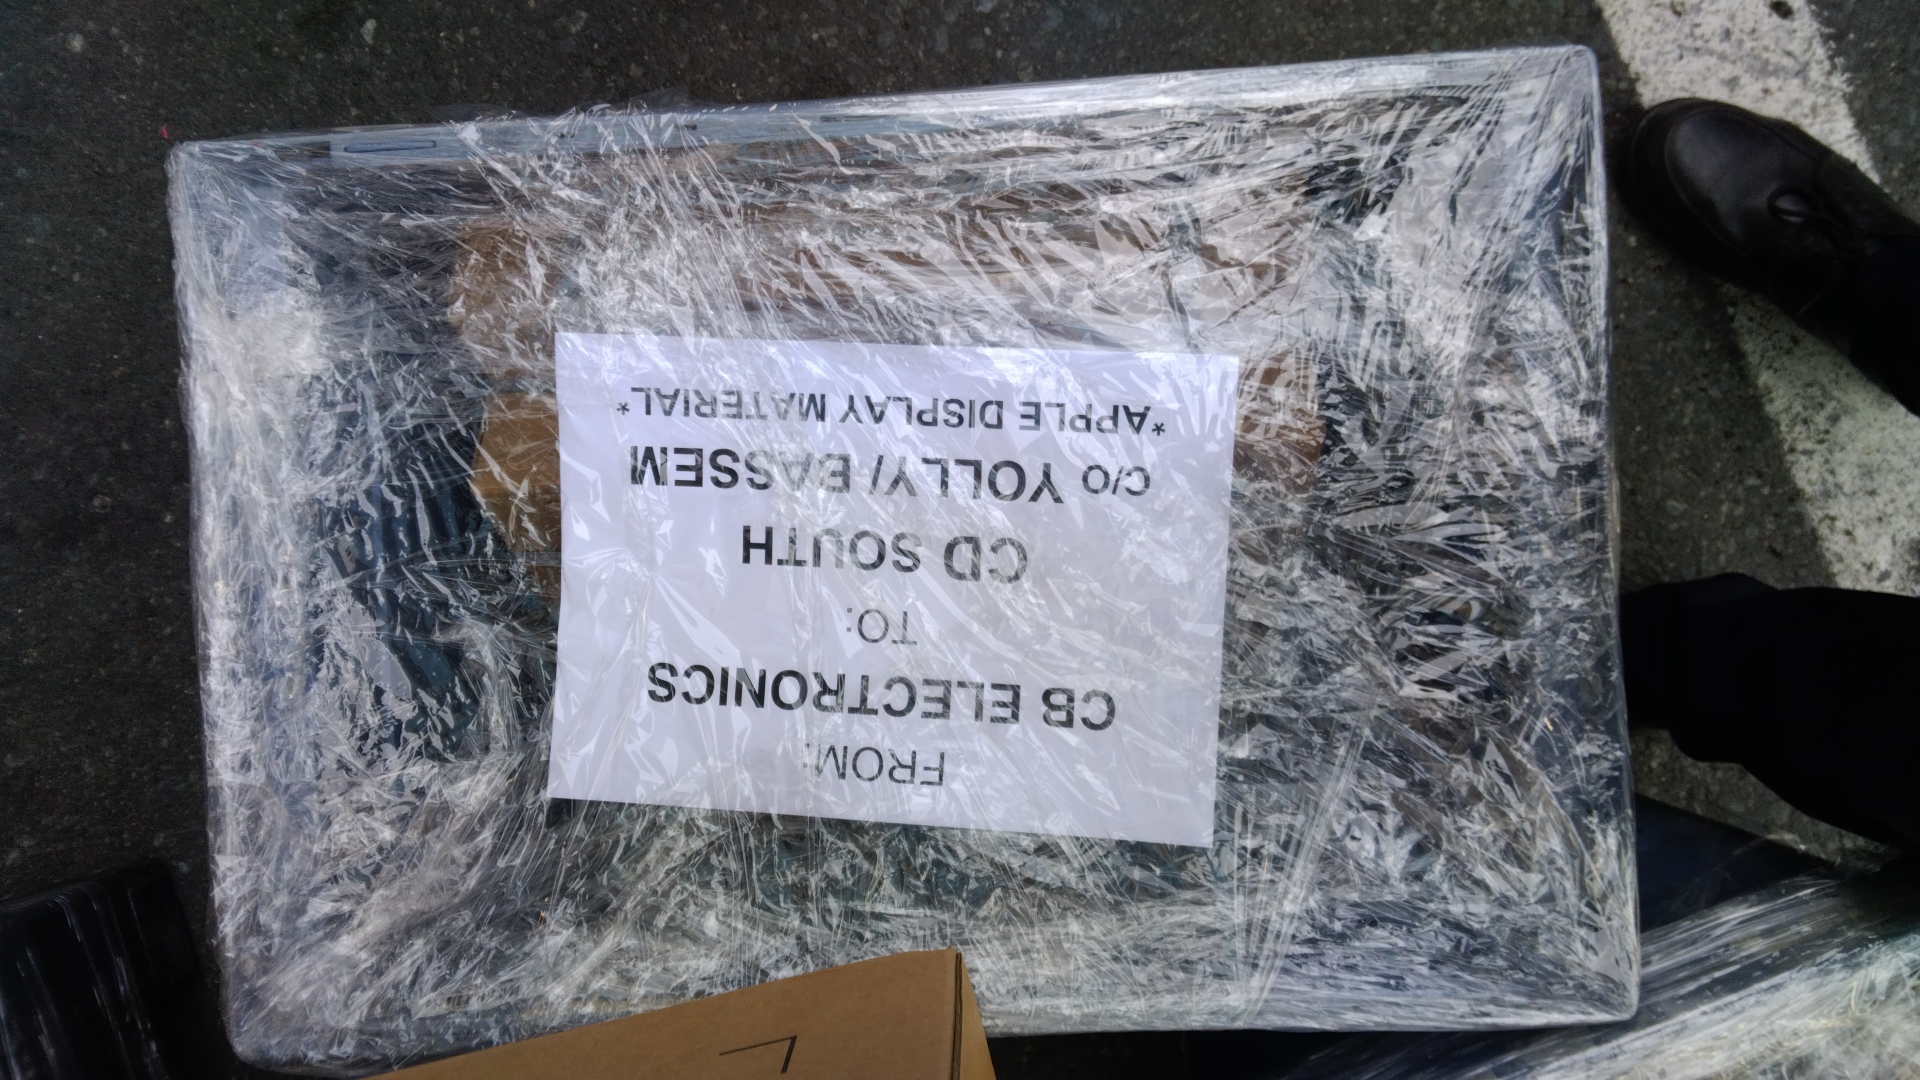 FROM:
CB ELECTRONICS
TO:
CD SOUTH
c/o YOLLY/ BASSEM
*APPLE DISPLAY MATERIAL*